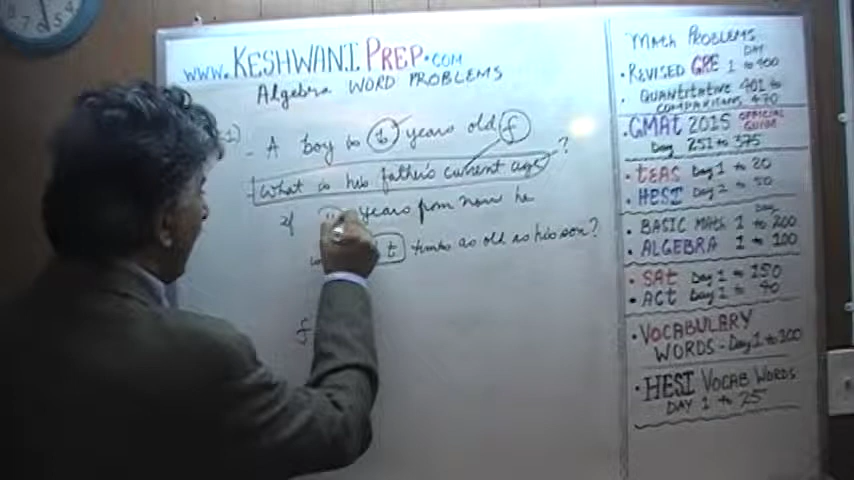 www.KESHWANIPREP.COM
Algebra WORD PROBLEMS
- A boy is b years old f
What is his father's current age ?
if years from now he
t times as old as his son?
f
Math PROBLEMS
DAY
• REVISED GRE 1 to 400
• QUANTITATIVE 401 to
COMPARISONS 470
• GMAT 2015 OFFICIAL
GUIDE
Day 251 to 375
• TEAS Day 1 to 20
• HESI Day 2 to 50
DAY
• BASIC MATH 1 to 200
• ALGEBRA 1 to 100
• SAT Day 1 to 150
• ACT Day 1 to 40
• VOCABULARY
WORDS - Day 1 to 300
• HESI VOCAB WORDS
DAY 1 to 25